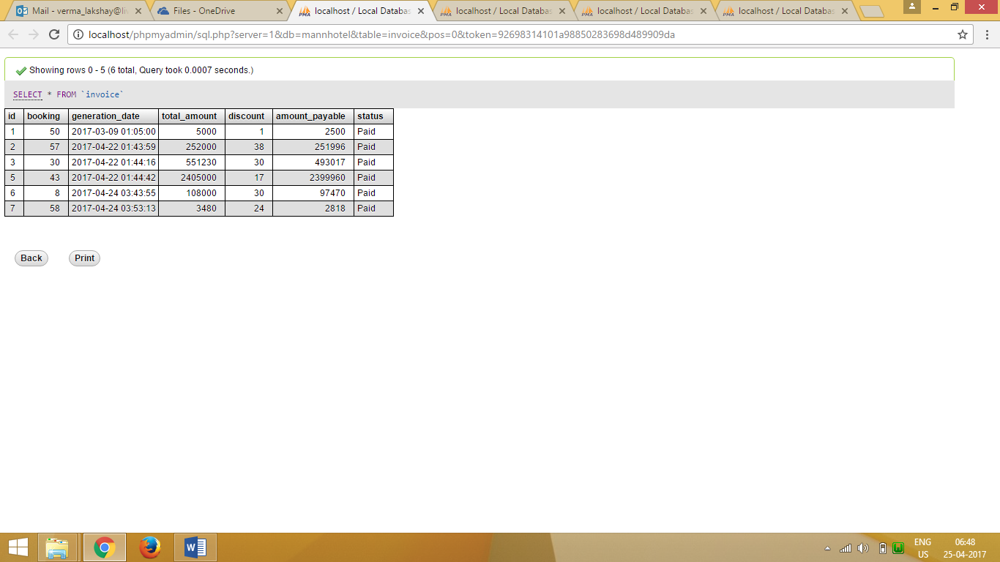 Mail - verma_lakshay@li
Files - OneDrive
localhost / Local Databas
localhost / Local Databas
localhost / Local Databas
localhost / Local Databas
localhost/phpmyadmin/sql.php?server=1&db=mannhotel&table=invoice&pos=0&token=92698314101a98850283698d489909da
Showing rows 0 - 5 (6 total, Query took 0.0007 seconds.)
SELECT * FROM `invoice`
id booking generation_date total_amount discount amount_payable status
1 50 2017-03-09 01:05:00 5000 1 2500 Paid
2 57 2017-04-22 01:43:59 252000 38 251996 Paid
3 30 2017-04-22 01:44:16 551230 30 493017 Paid
5 43 2017-04-22 01:44:42 2405000 17 2399960 Paid
6 8 2017-04-24 03:43:55 108000 30 97470 Paid
7 58 2017-04-24 03:53:13 3480 24 2818 Paid
Back Print
ENG 06:48
US 25-04-2017